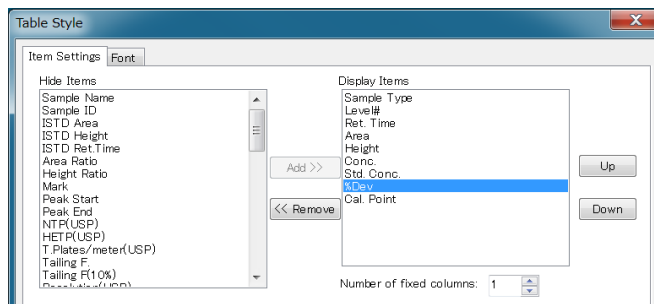 Table Style
X
Item Settings Font
Hide Items
Sample Name
Sample ID
ISTD Area
ISTD Height
ISTD Ret.Time
Area Ratio
Height Ratio
Mark
Peak Start
Peak End
NTP(USP)
HETP(USP)
T.Plates/meter(USP)
Tailing F.
Tailing F(10%)
Resolution(USP)
Add >>
<< Remove
Display Items
Sample Type
Level#
Ret. Time
Area
Height
Conc.
Std. Conc.
%Dev
Cal. Point
Up
Down
Number of fixed columns: 1